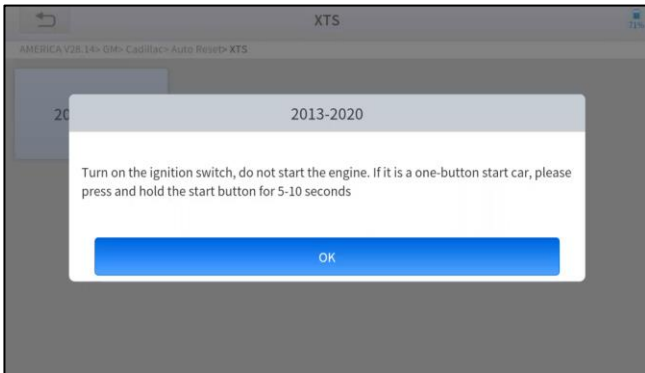 XTS
71%
AMERICA V28.14> GM> Cadillac> Auto Reset> XTS
20
2013-2020
Turn on the ignition switch, do not start the engine. If it is a one-button start car, please
press and hold the start button for 5-10 seconds
OK